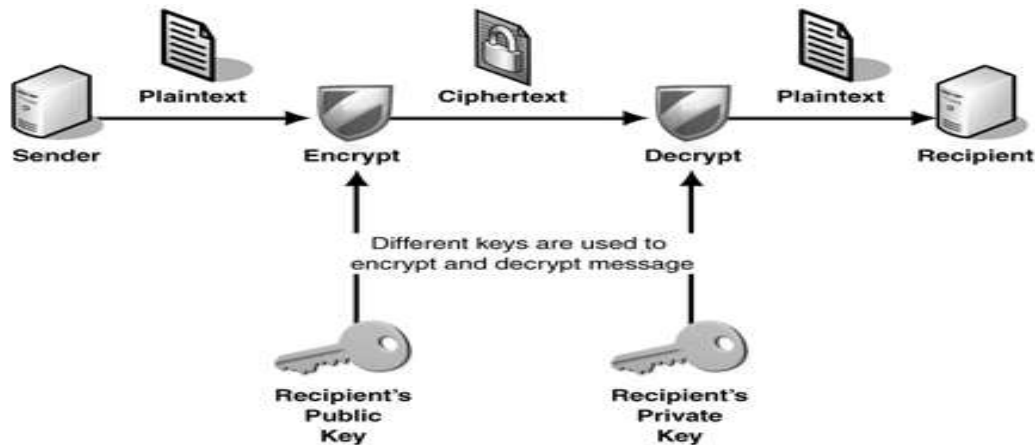 Plaintext
Ciphertext
Plaintext
Sender
Encrypt
Decrypt
Recipient
Different keys are used to
encrypt and decrypt message
Recipient's
Public
Key
Recipient's
Private
Key